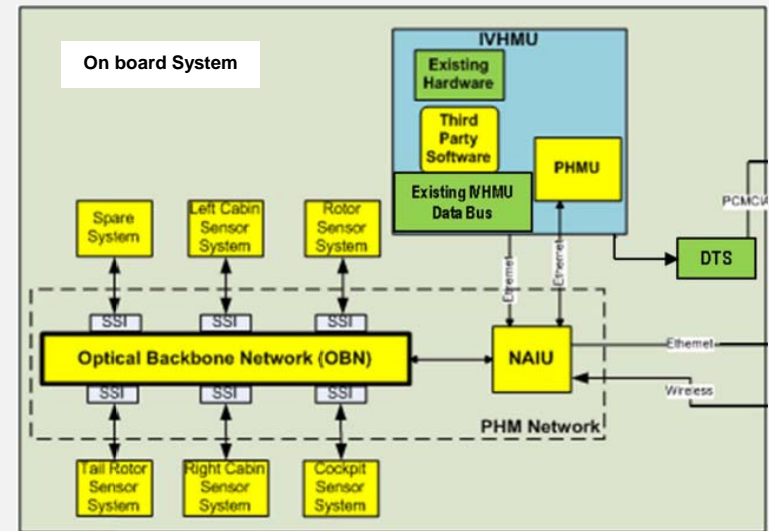 On board System
IVHMU
Existing
Hardware
Third
Party
Software
PHMU
Existing IVHMU
Data Bus
Spare
System
Left Cabin
Sensor
System
Rotor
Sensor
System
PCMCIA
DTS
Ethernet
Ethernet
SSI
SSI
SSI
Optical Backbone Network (OBN)
NAIU
Ethernet
Wireless
SSI
SSI
SSI
PHM Network
Tail Rotor
Sensor
System
Right Cabin
Sensor
System
Cockpit
Sensor
System